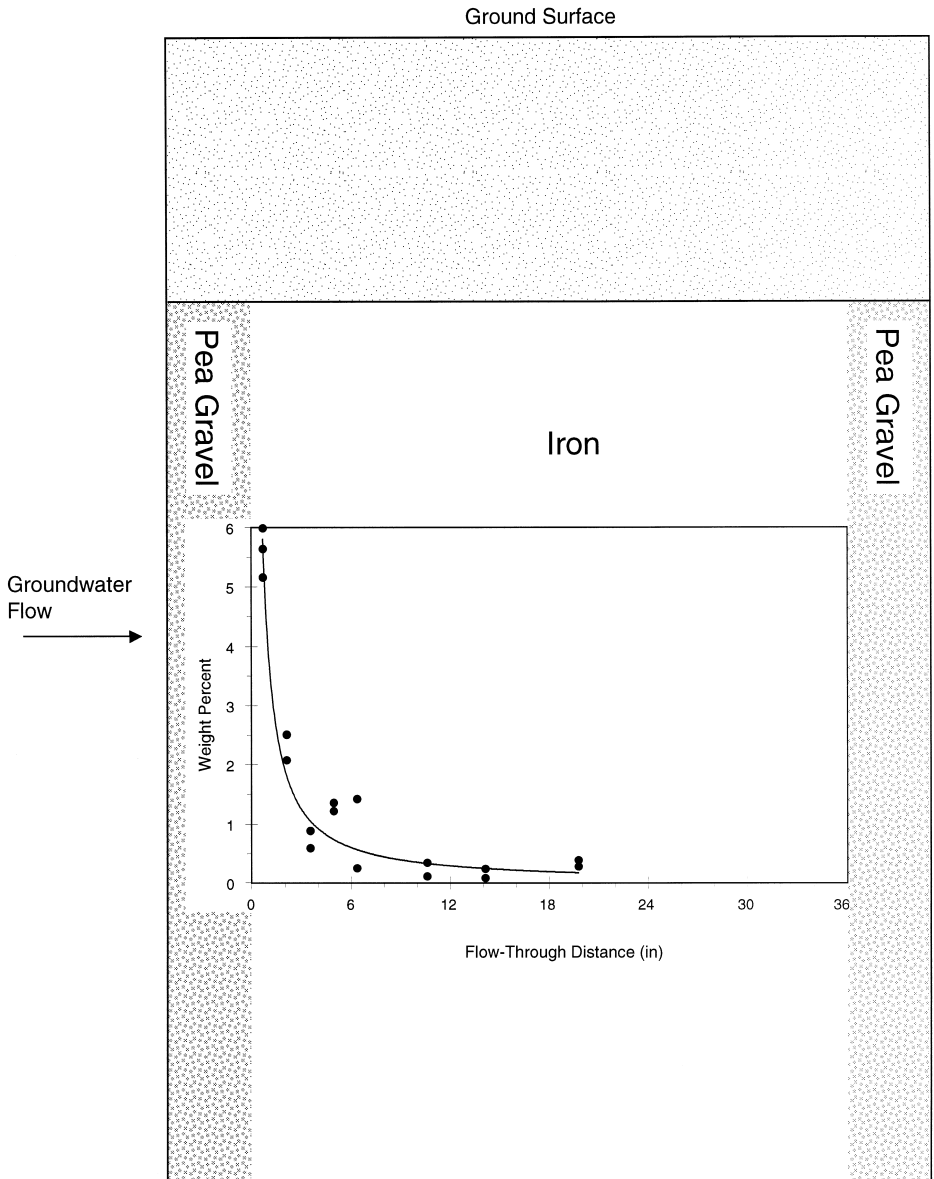 Ground Surface
Pea Gravel
Pea Gravel
Iron
Groundwater
Flow
Weight Percent
6
5
4
3
2
1
0
0 6 12 18 24 30 36
Flow-Through Distance (in)